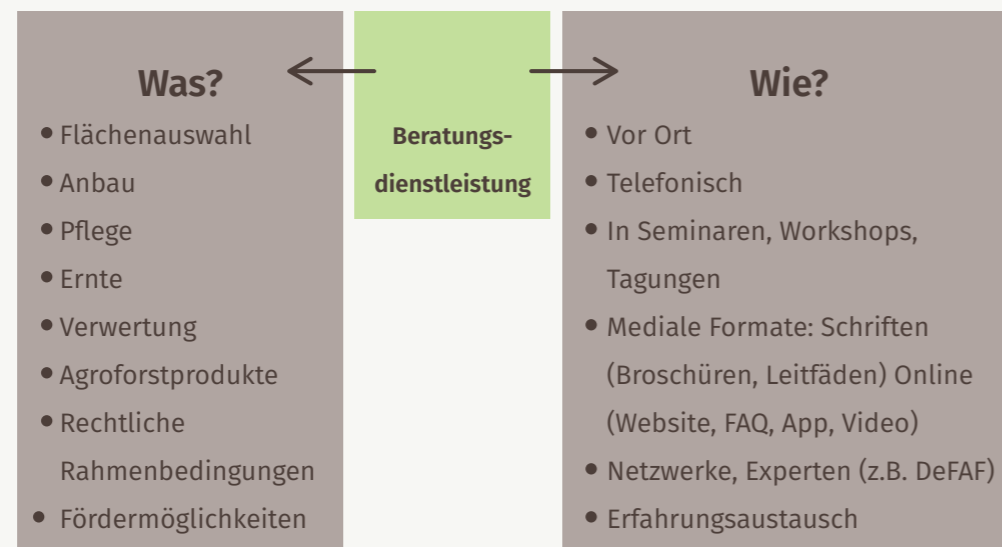 Was?
Flächenauswahl
Anbau
Pflege
Ernte
Verwertung
Agroforstprodukte
Rechtliche
Rahmenbedingungen
Fördermöglichkeiten
Beratungs-
dienstleistung
Wie?
Vor Ort
Telefonisch
In Seminaren, Workshops,
Tagungen
Mediale Formate: Schriften
(Broschüren, Leitfäden) Online
(Website, FAQ, App, Video)
Netzwerke, Experten (z.B. DeFAF)
Erfahrungsaustausch